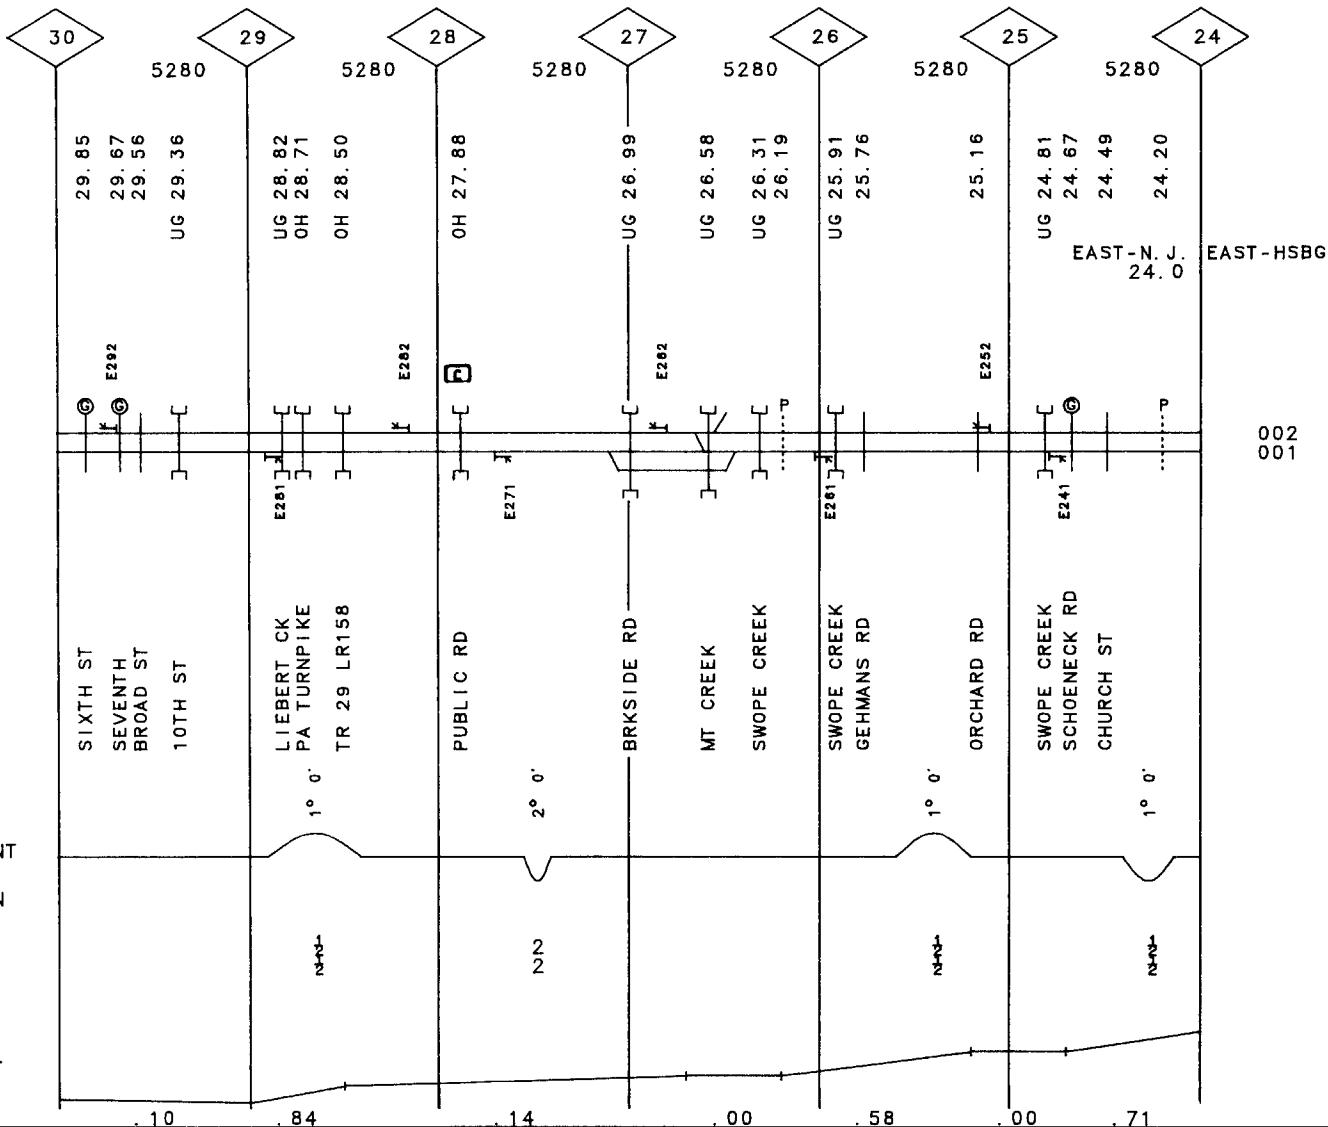 30 29 28 27 26 25 24
5280 5280 5280 5280 5280 5280
29.85
29.67
29.56
UG 29.36
UG 28.82
OH 28.71
OH 28.50
OH 27.88
UG 26.99
UG 26.58
UG 26.31
26.19
UG 25.91
25.76
25.16
UG 24.81
24.67
24.49
24.20
EAST-N.J. EAST-HSBG
24.0
E292
E282
E262
E252
G G G
P P
002
001
E281
E271
E261
E241
SIXTH ST
SEVENTH
BROAD ST
10TH ST
LIEBERT CK
PA TURNPIKE
TR 29 LR158
PUBLIC RD
BRKSIDE RD
MT CREEK
SWOPE CREEK
SWOPE CREEK
GEHMANS RD
ORCHARD RD
SWOPE CREEK
SCHOENECK RD
CHURCH ST
1° 0' 2° 0' 1° 0' 1° 0'
NT
N
2
2
.10 .84 .14 .00 .58 .00 .71